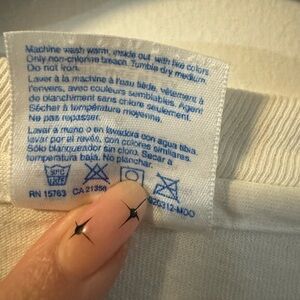 Machine wash warm, inside out, with like colors
Only non-chlorine bleach. Tumble dry medium.
Do not iron.
Laver à la machine à l'eau tiède, vêtement à
l'envers, avec couleurs semblables. Agent
de blanchiment sans chlore seulement.
Sécher à température moyenne.
Ne pas repasser.
Lavar a mano o en lavadora con agua tibia
por el revés, con colores similares.
Sólo blanqueador sin cloro. Secar a
temperatura baja. No planchar.
RN 15763 CA 21356
020312-MDO